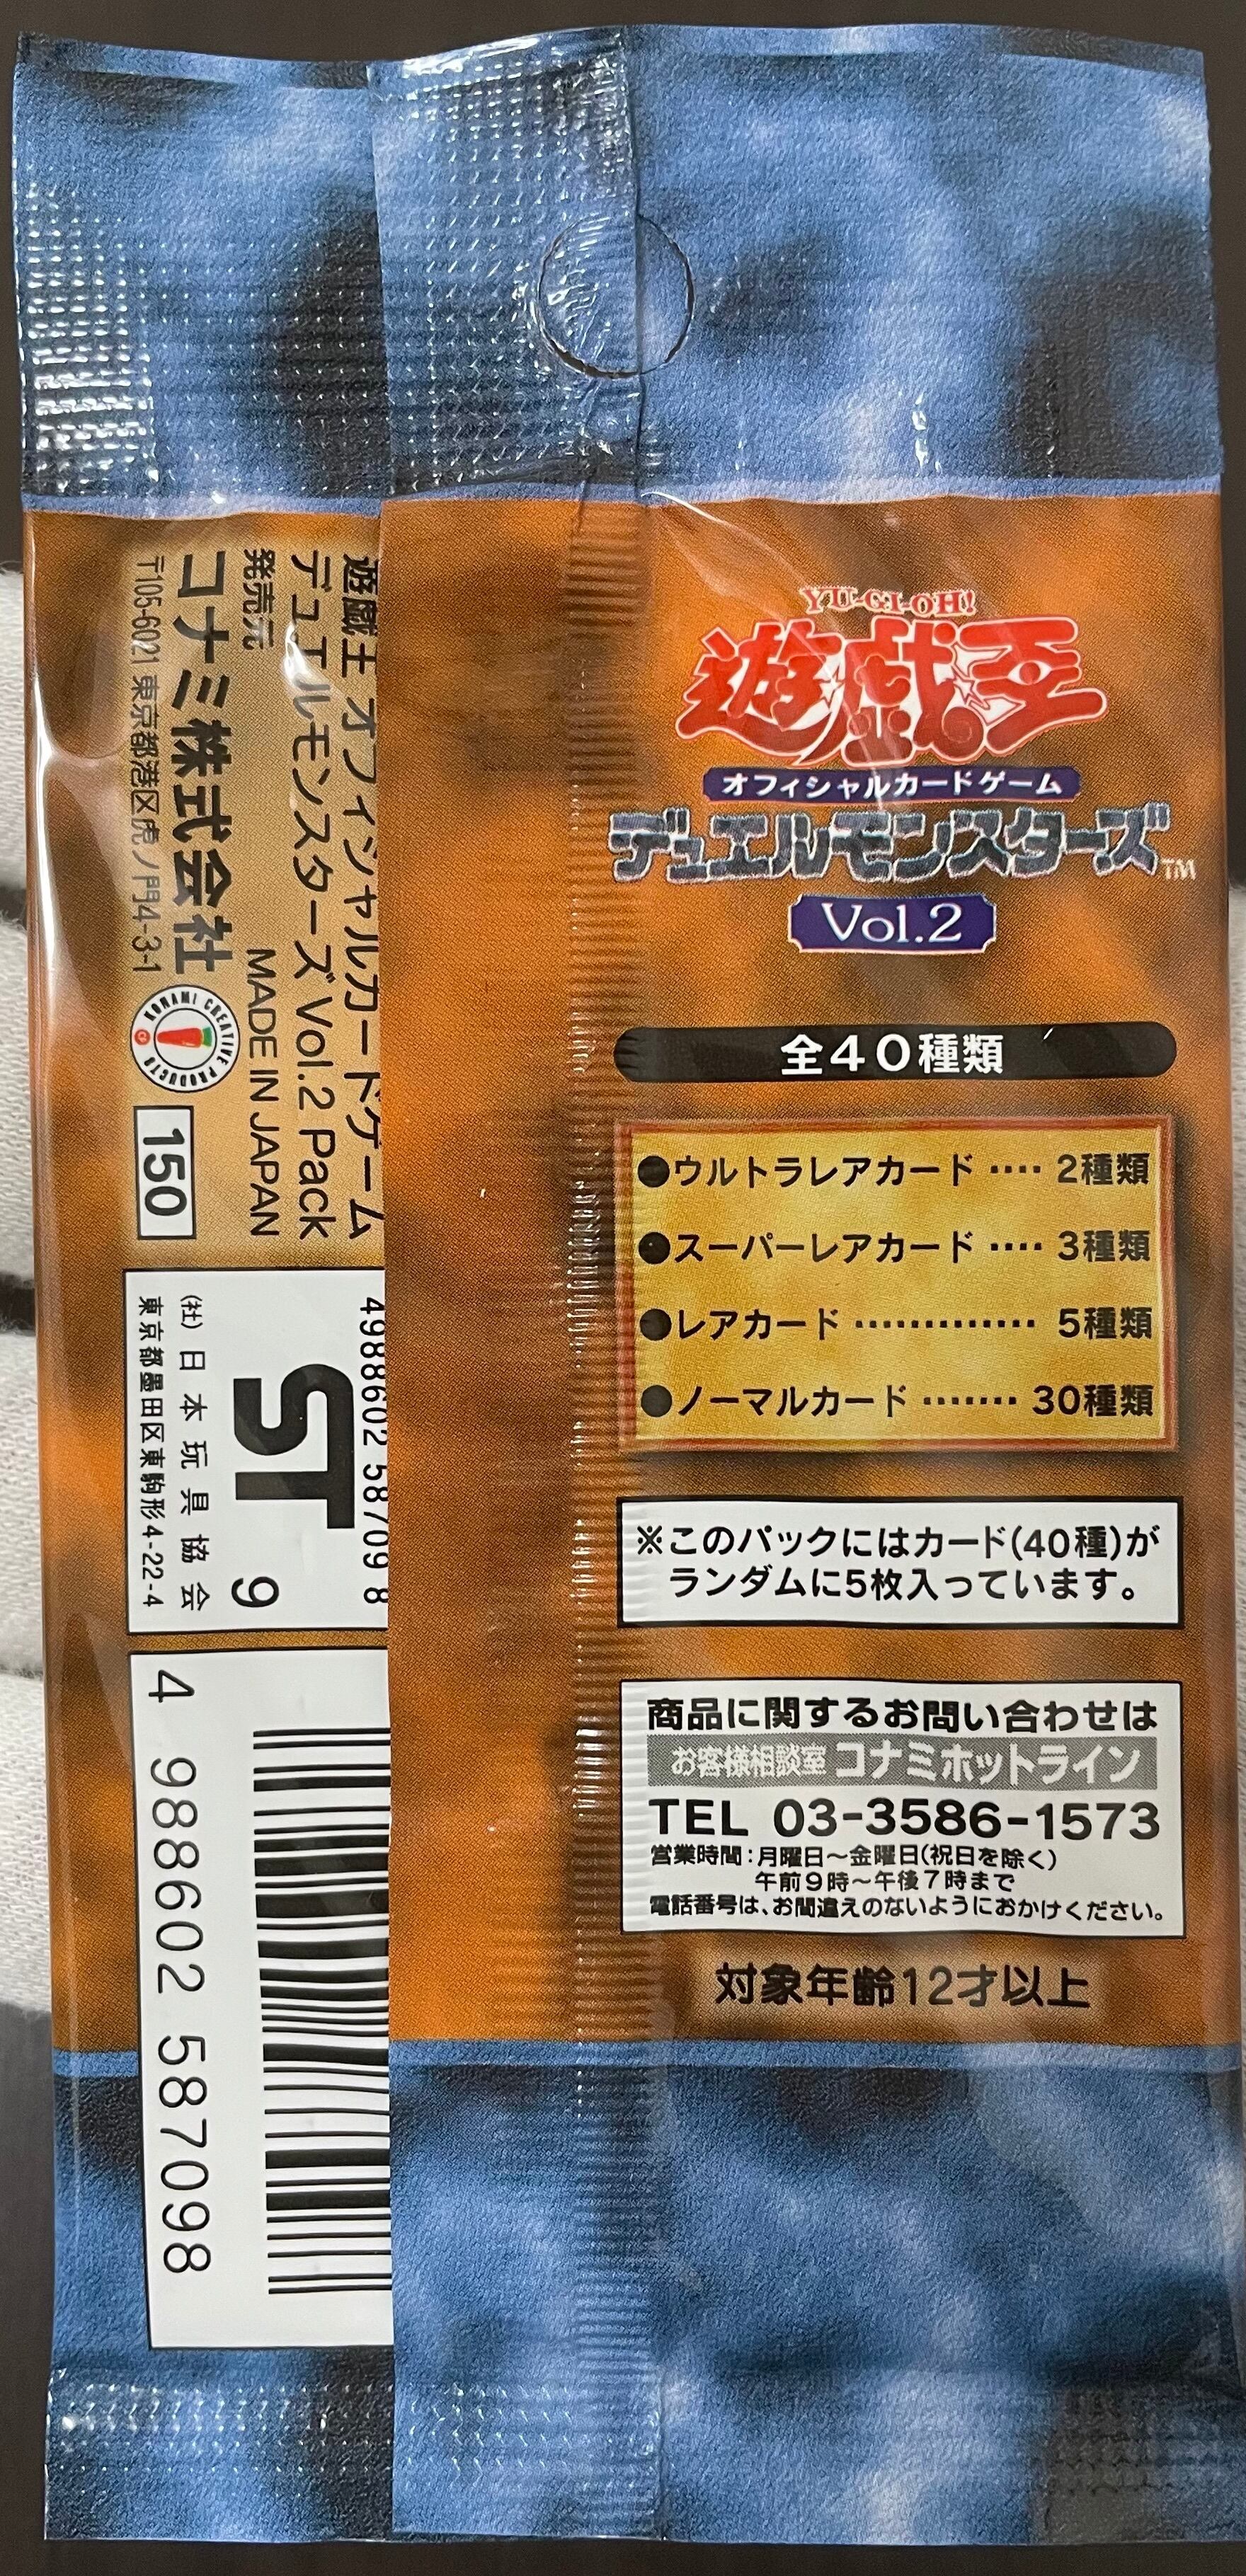 YU-GI-OH!
遊戯王
オフィシャルカードゲーム
デュエルモンスターズ™
Vol.2
全40種類
●ウルトラレアカード ‥‥ 2種類
●スーパーレアカード ‥‥ 3種類
●レアカード ‥‥‥‥‥‥ 5種類
●ノーマルカード ‥‥‥ 30種類
※このパックにはカード(40種)が
ランダムに5枚入っています。
商品に関するお問い合わせは
お客様相談室 コナミホットライン
TEL 03-3586-1573
営業時間:月曜日〜金曜日(祝日を除く)
午前9時〜午後7時まで
電話番号は、お間違えのないようにおかけください。
対象年齢12才以上
遊戯王 オフィシャルカードゲーム
デュエルモンスターズ Vol.2 Pack
発売元 MADE IN JAPAN
コナミ株式会社
〒105-6021 東京都港区虎ノ門4-3-1
KONAMI CREATIVE PRODUCTS
150
4988602 58709 8
ST 9
(社)日本玩具協会
東京都墨田区東駒形4-22-4
4 988602 587098